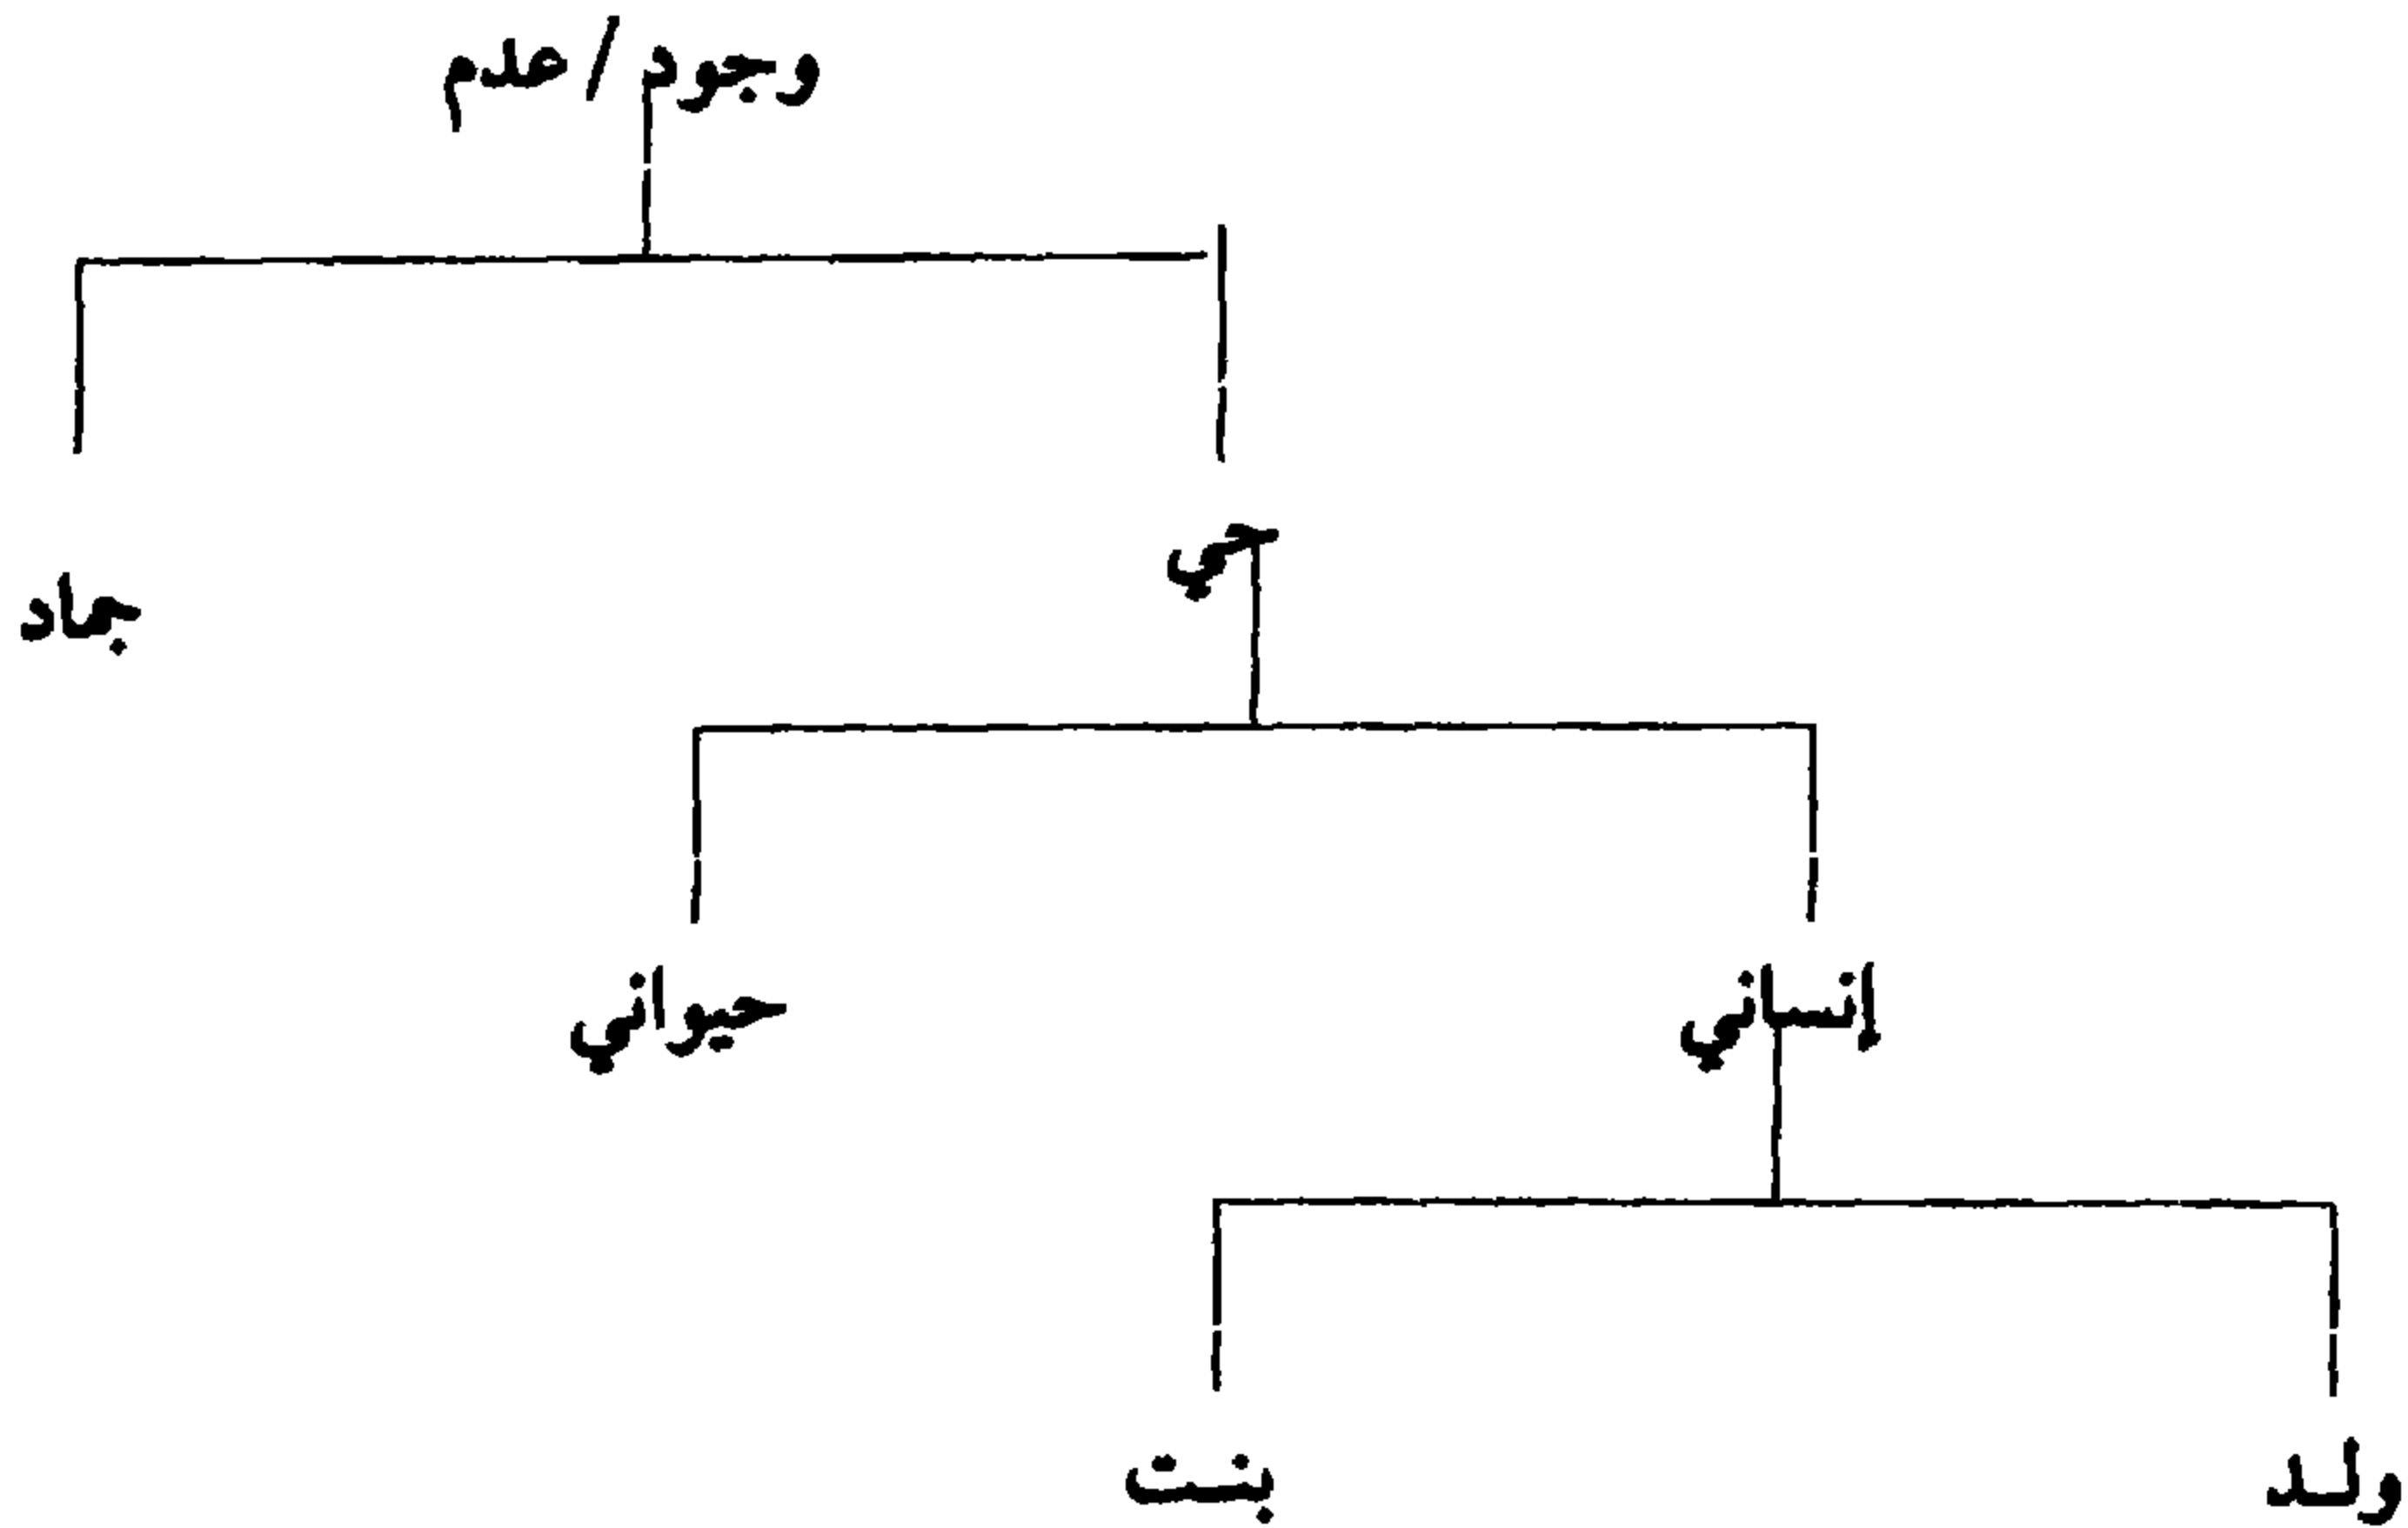 وجود / عدم
حي
جماد
إنساني
حيواني
ولد
بنت